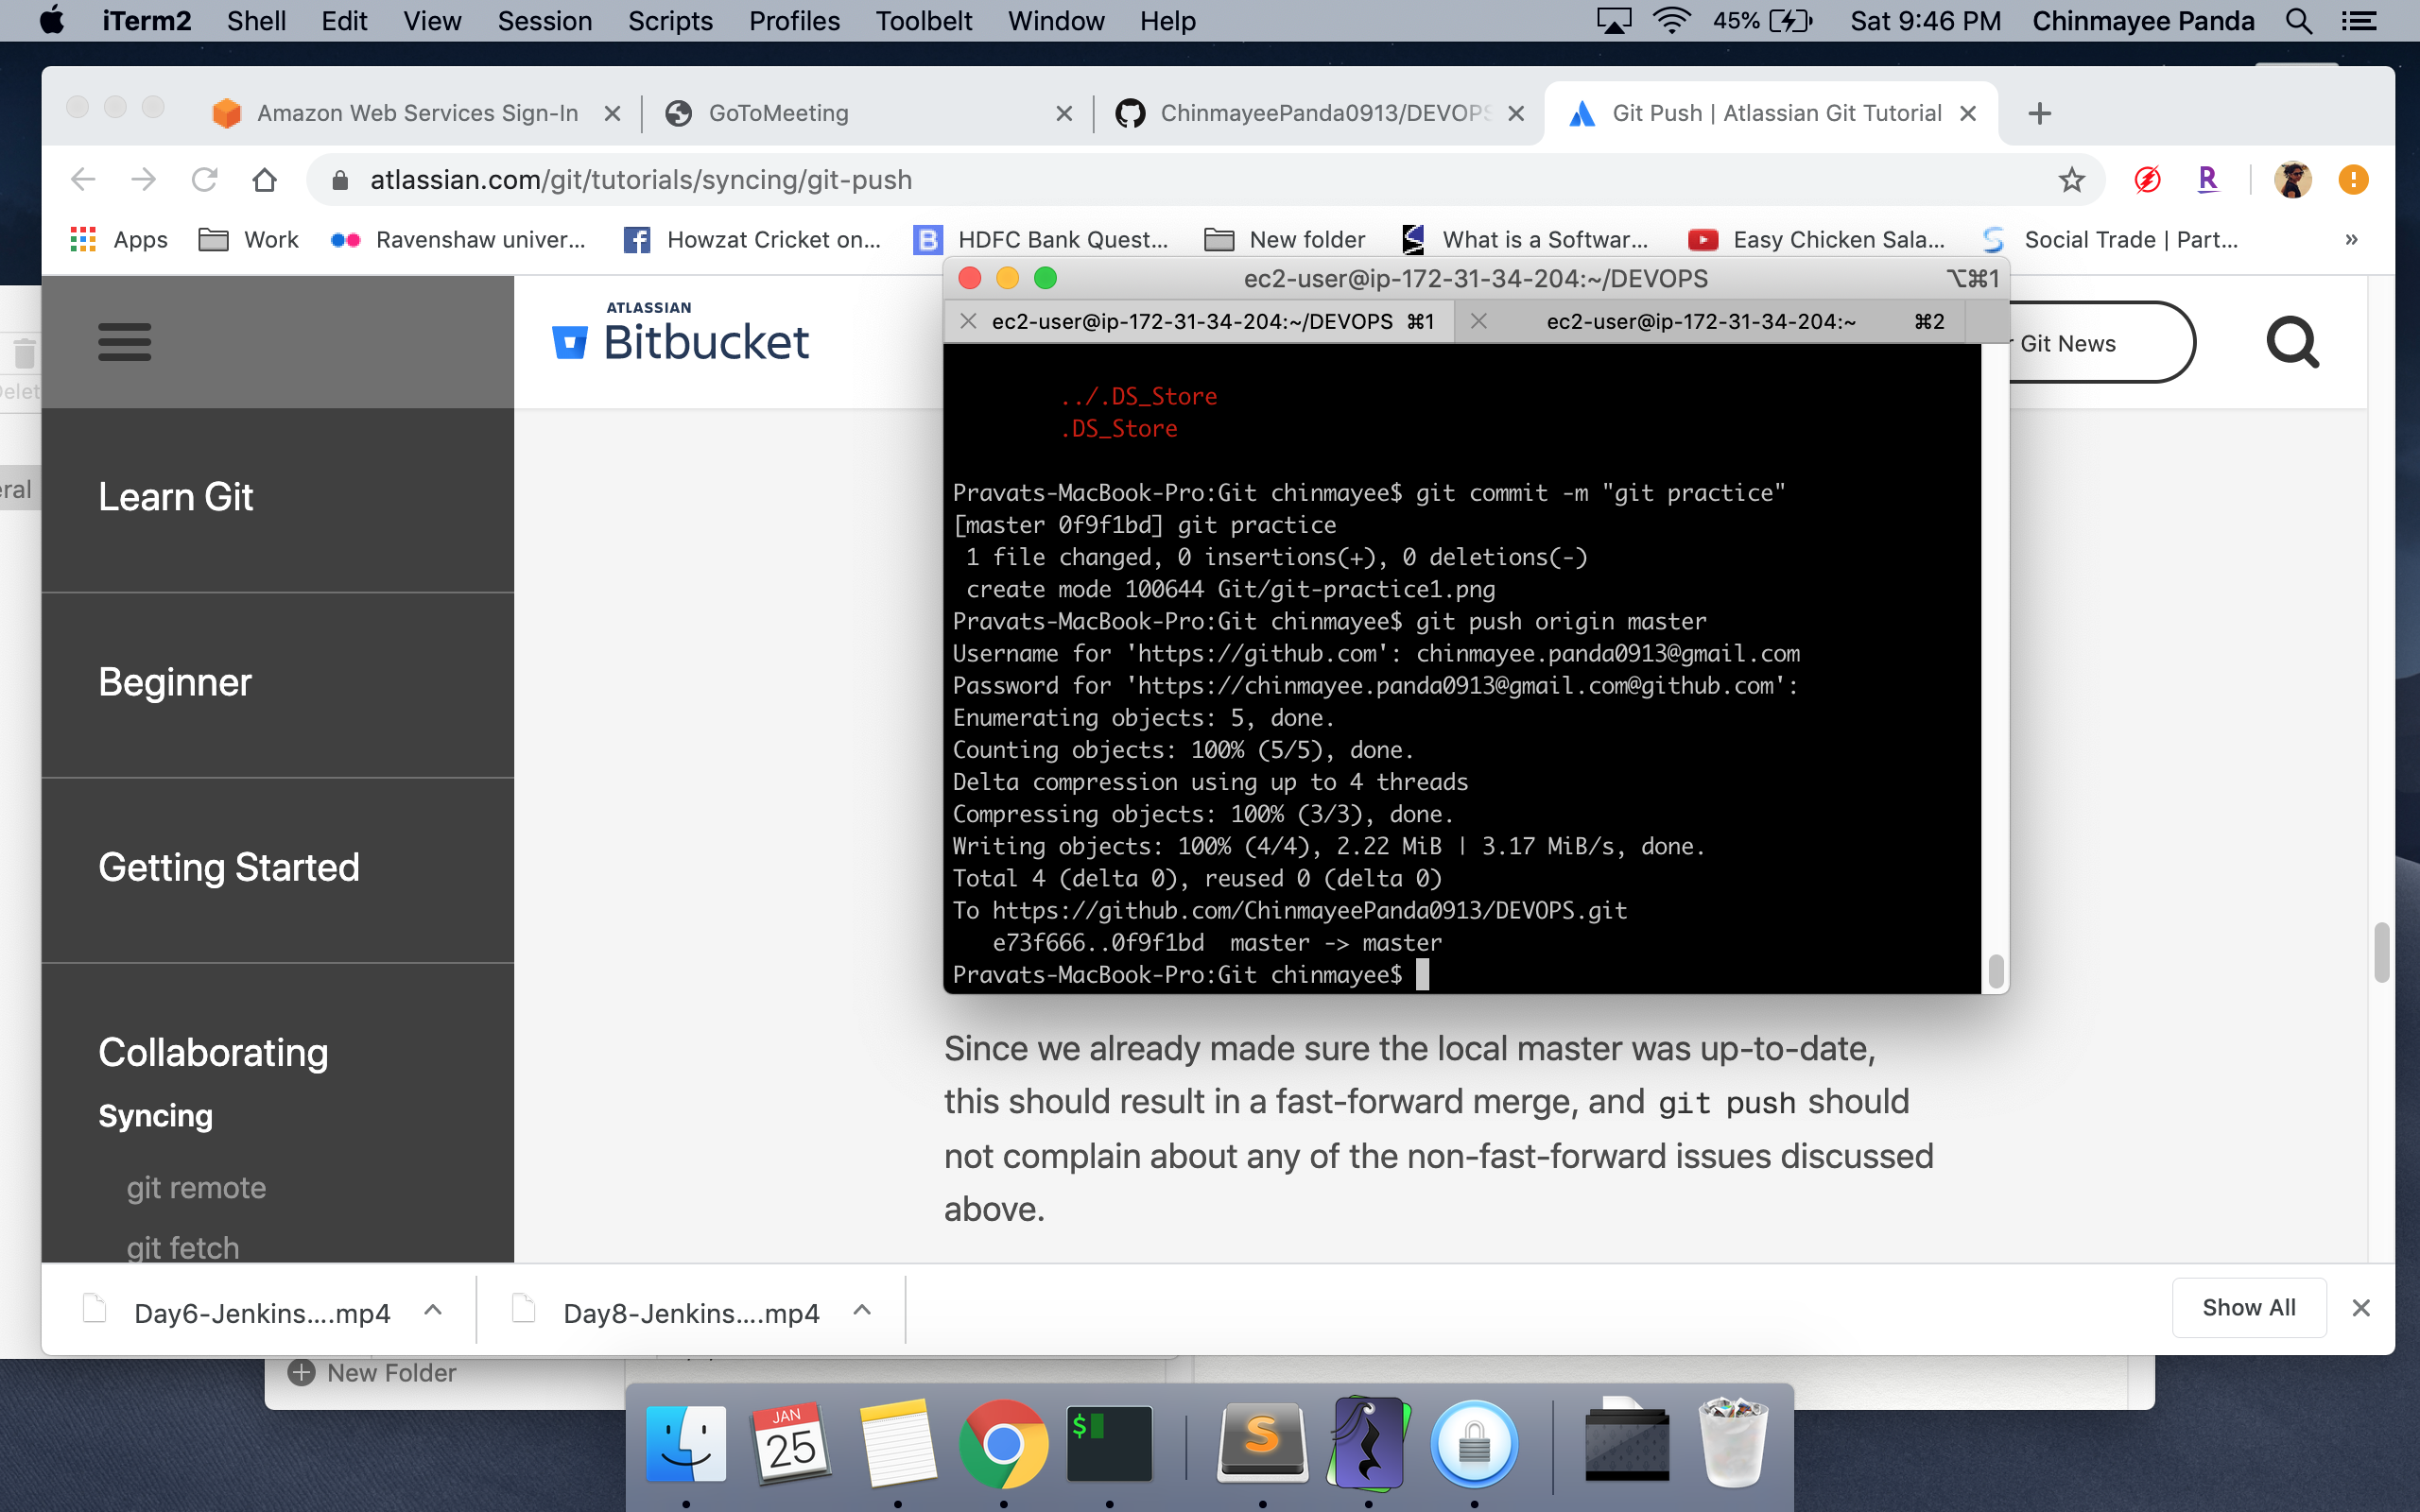 iTerm2 Shell Edit View Session Scripts Profiles Toolbelt Window Help 45% Sat 9:46 PM Chinmayee Panda
Amazon Web Services Sign-In GoToMeeting ChinmayeePanda0913/DEVOPS Git Push | Atlassian Git Tutorial
atlassian.com/git/tutorials/syncing/git-push
R
Apps Work Ravenshaw univer... Howzat Cricket on... B HDFC Bank Quest... New folder What is a Softwar... Easy Chicken Sala... Social Trade | Part... »
ec2-user@ip-172-31-34-204:~/DEVOPS ⌥⌘1
ec2-user@ip-172-31-34-204:~/DEVOPS ⌘1 ec2-user@ip-172-31-34-204:~ ⌘2
ATLASSIAN
Bitbucket
Git News
Learn Git
Beginner
Getting Started
Collaborating
Syncing
git remote
git fetch
../.DS_Store
.DS_Store
Pravats-MacBook-Pro:Git chinmayee$ git commit -m "git practice"
[master 0f9f1bd] git practice
1 file changed, 0 insertions(+), 0 deletions(-)
create mode 100644 Git/git-practice1.png
Pravats-MacBook-Pro:Git chinmayee$ git push origin master
Username for 'https://github.com': chinmayee.panda0913@gmail.com
Password for 'https://chinmayee.panda0913@gmail.com@github.com':
Enumerating objects: 5, done.
Counting objects: 100% (5/5), done.
Delta compression using up to 4 threads
Compressing objects: 100% (3/3), done.
Writing objects: 100% (4/4), 2.22 MiB | 3.17 MiB/s, done.
Total 4 (delta 0), reused 0 (delta 0)
To https://github.com/ChinmayeePanda0913/DEVOPS.git
e73f666..0f9f1bd master -> master
Pravats-MacBook-Pro:Git chinmayee$
Since we already made sure the local master was up-to-date,
this should result in a fast-forward merge, and git push should
not complain about any of the non-fast-forward issues discussed
above.
Day6-Jenkins....mp4 Day8-Jenkins....mp4 Show All
New Folder
JAN
25
$
S